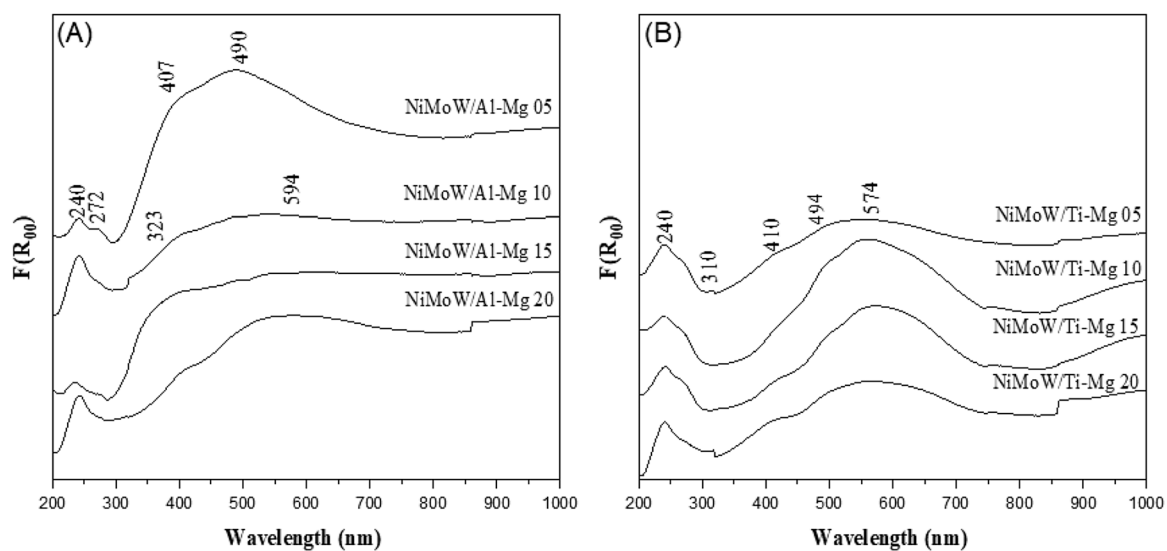 (A)
407
490
NiMoW/Al-Mg 05
240
272
323
594
NiMoW/Al-Mg 10
NiMoW/Al-Mg 15
NiMoW/Al-Mg 20
F(R00)
200 300 400 500 600 700 800 900 1000
Wavelength (nm)
(B)
240
310
410
494
574
NiMoW/Ti-Mg 05
NiMoW/Ti-Mg 10
NiMoW/Ti-Mg 15
NiMoW/Ti-Mg 20
F(R00)
200 300 400 500 600 700 800 900 1000
Wavelength (nm)